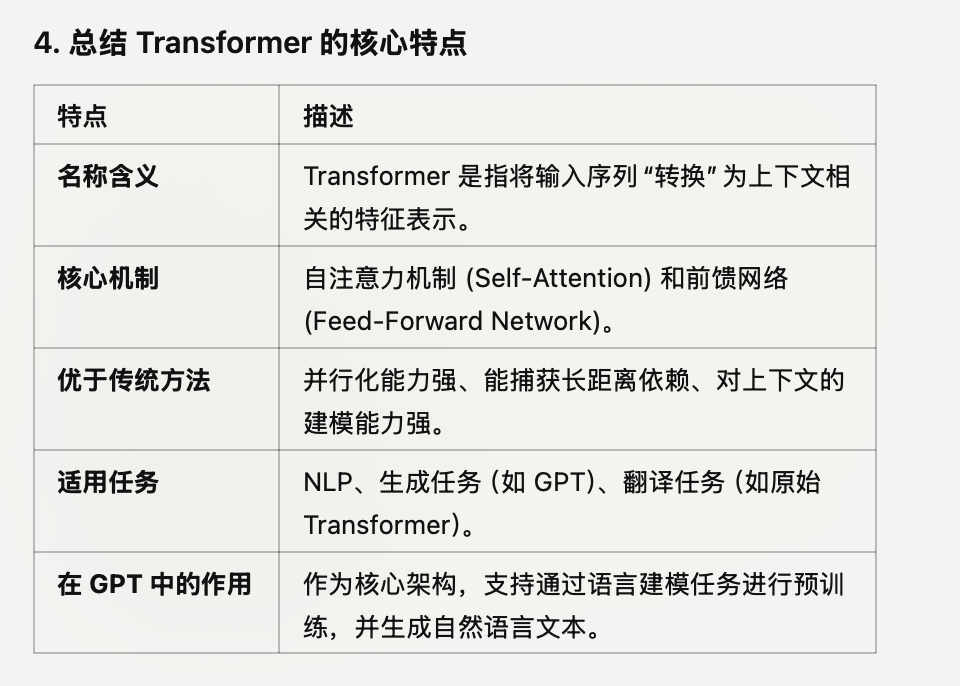 4. 总结 Transformer 的核心特点
特点
描述
名称含义
Transformer 是指将输入序列 “转换” 为上下文相
关的特征表示。
核心机制
自注意力机制 (Self-Attention) 和前馈网络
(Feed-Forward Network)。
优于传统方法
并行化能力强、能捕获长距离依赖、对上下文的
建模能力强。
适用任务
NLP、生成任务 (如 GPT)、翻译任务 (如原始
Transformer)。
在 GPT 中的作用
作为核心架构，支持通过语言建模任务进行预训
练，并生成自然语言文本。